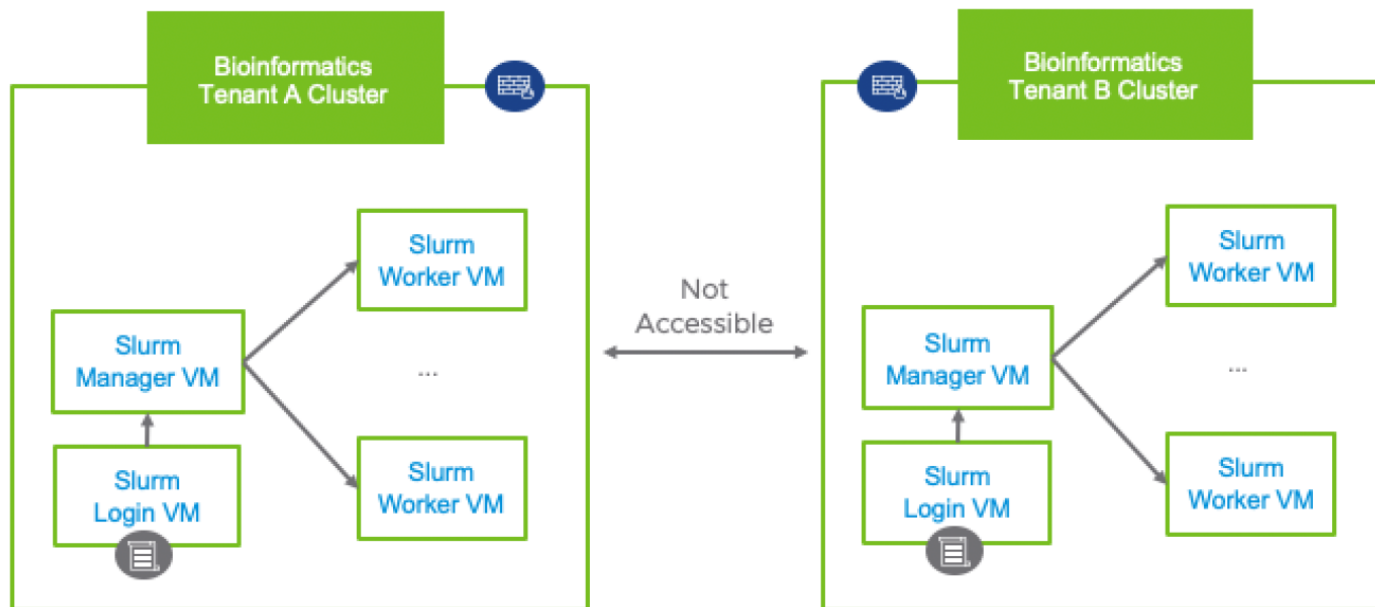 Bioinformatics
Tenant A Cluster
Slurm
Worker VM
Slurm
Manager VM
...
Slurm
Login VM
Slurm
Worker VM
Not
Accessible
Bioinformatics
Tenant B Cluster
Slurm
Worker VM
Slurm
Manager VM
...
Slurm
Login VM
Slurm
Worker VM